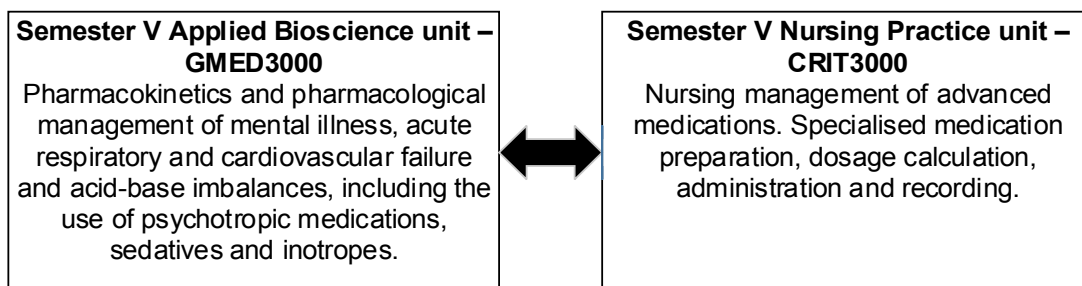 Semester V Applied Bioscience unit –
GMED3000
Pharmacokinetics and pharmacological
management of mental illness, acute
respiratory and cardiovascular failure
and acid-base imbalances, including the
use of psychotropic medications,
sedatives and inotropes.
Semester V Nursing Practice unit –
CRIT3000
Nursing management of advanced
medications. Specialised medication
preparation, dosage calculation,
administration and recording.